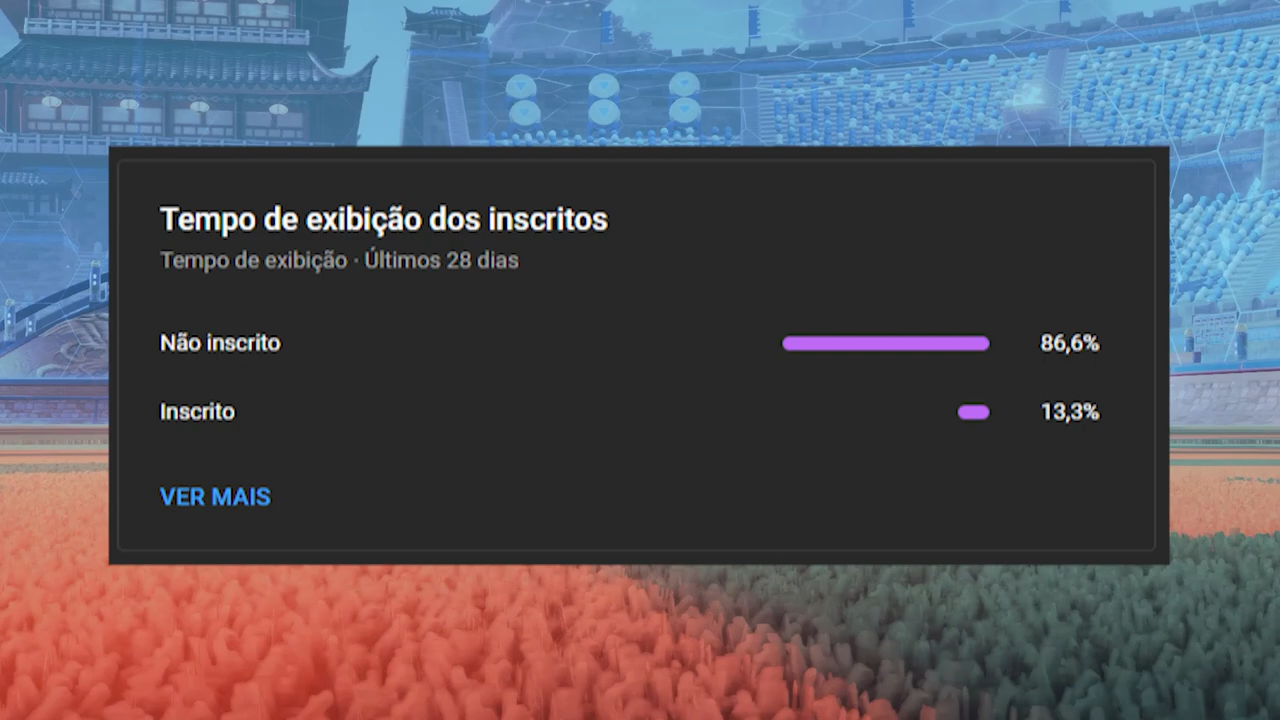 Tempo de exibição dos inscritos
Tempo de exibição · Últimos 28 dias
Não inscrito 86,6%
Inscrito 13,3%
VER MAIS